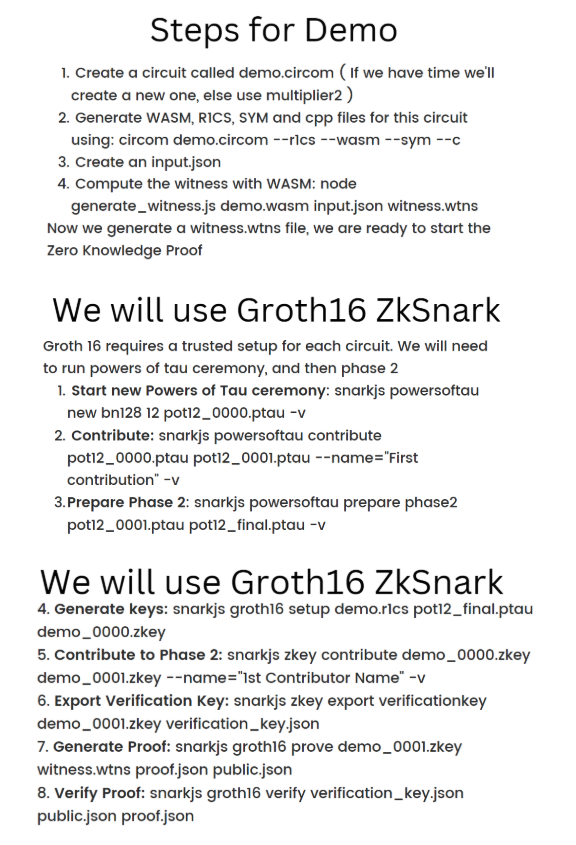 Steps for Demo
1. Create a circuit called demo.circom ( If we have time we'll
create a new one, else use multiplier2 )
2. Generate WASM, R1CS, SYM and cpp files for this circuit
using: circom demo.circom --r1cs --wasm --sym --c
3. Create an input.json
4. Compute the witness with WASM: node
generate_witness.js demo.wasm input.json witness.wtns
Now we generate a witness.wtns file, we are ready to start the
Zero Knowledge Proof
We will use Groth16 ZkSnark
Groth 16 requires a trusted setup for each circuit. We will need
to run powers of tau ceremony, and then phase 2
1. Start new Powers of Tau ceremony: snarkjs powersoftau
new bn128 12 pot12_0000.ptau -v
2. Contribute: snarkjs powersoftau contribute
pot12_0000.ptau pot12_0001.ptau --name="First
contribution" -v
3.Prepare Phase 2: snarkjs powersoftau prepare phase2
pot12_0001.ptau pot12_final.ptau -v
We will use Groth16 ZkSnark
4. Generate keys: snarkjs groth16 setup demo.r1cs pot12_final.ptau
demo_0000.zkey
5. Contribute to Phase 2: snarkjs zkey contribute demo_0000.zkey
demo_0001.zkey --name="1st Contributor Name" -v
6. Export Verification Key: snarkjs zkey export verificationkey
demo_0001.zkey verification_key.json
7. Generate Proof: snarkjs groth16 prove demo_0001.zkey
witness.wtns proof.json public.json
8. Verify Proof: snarkjs groth16 verify verification_key.json
public.json proof.json